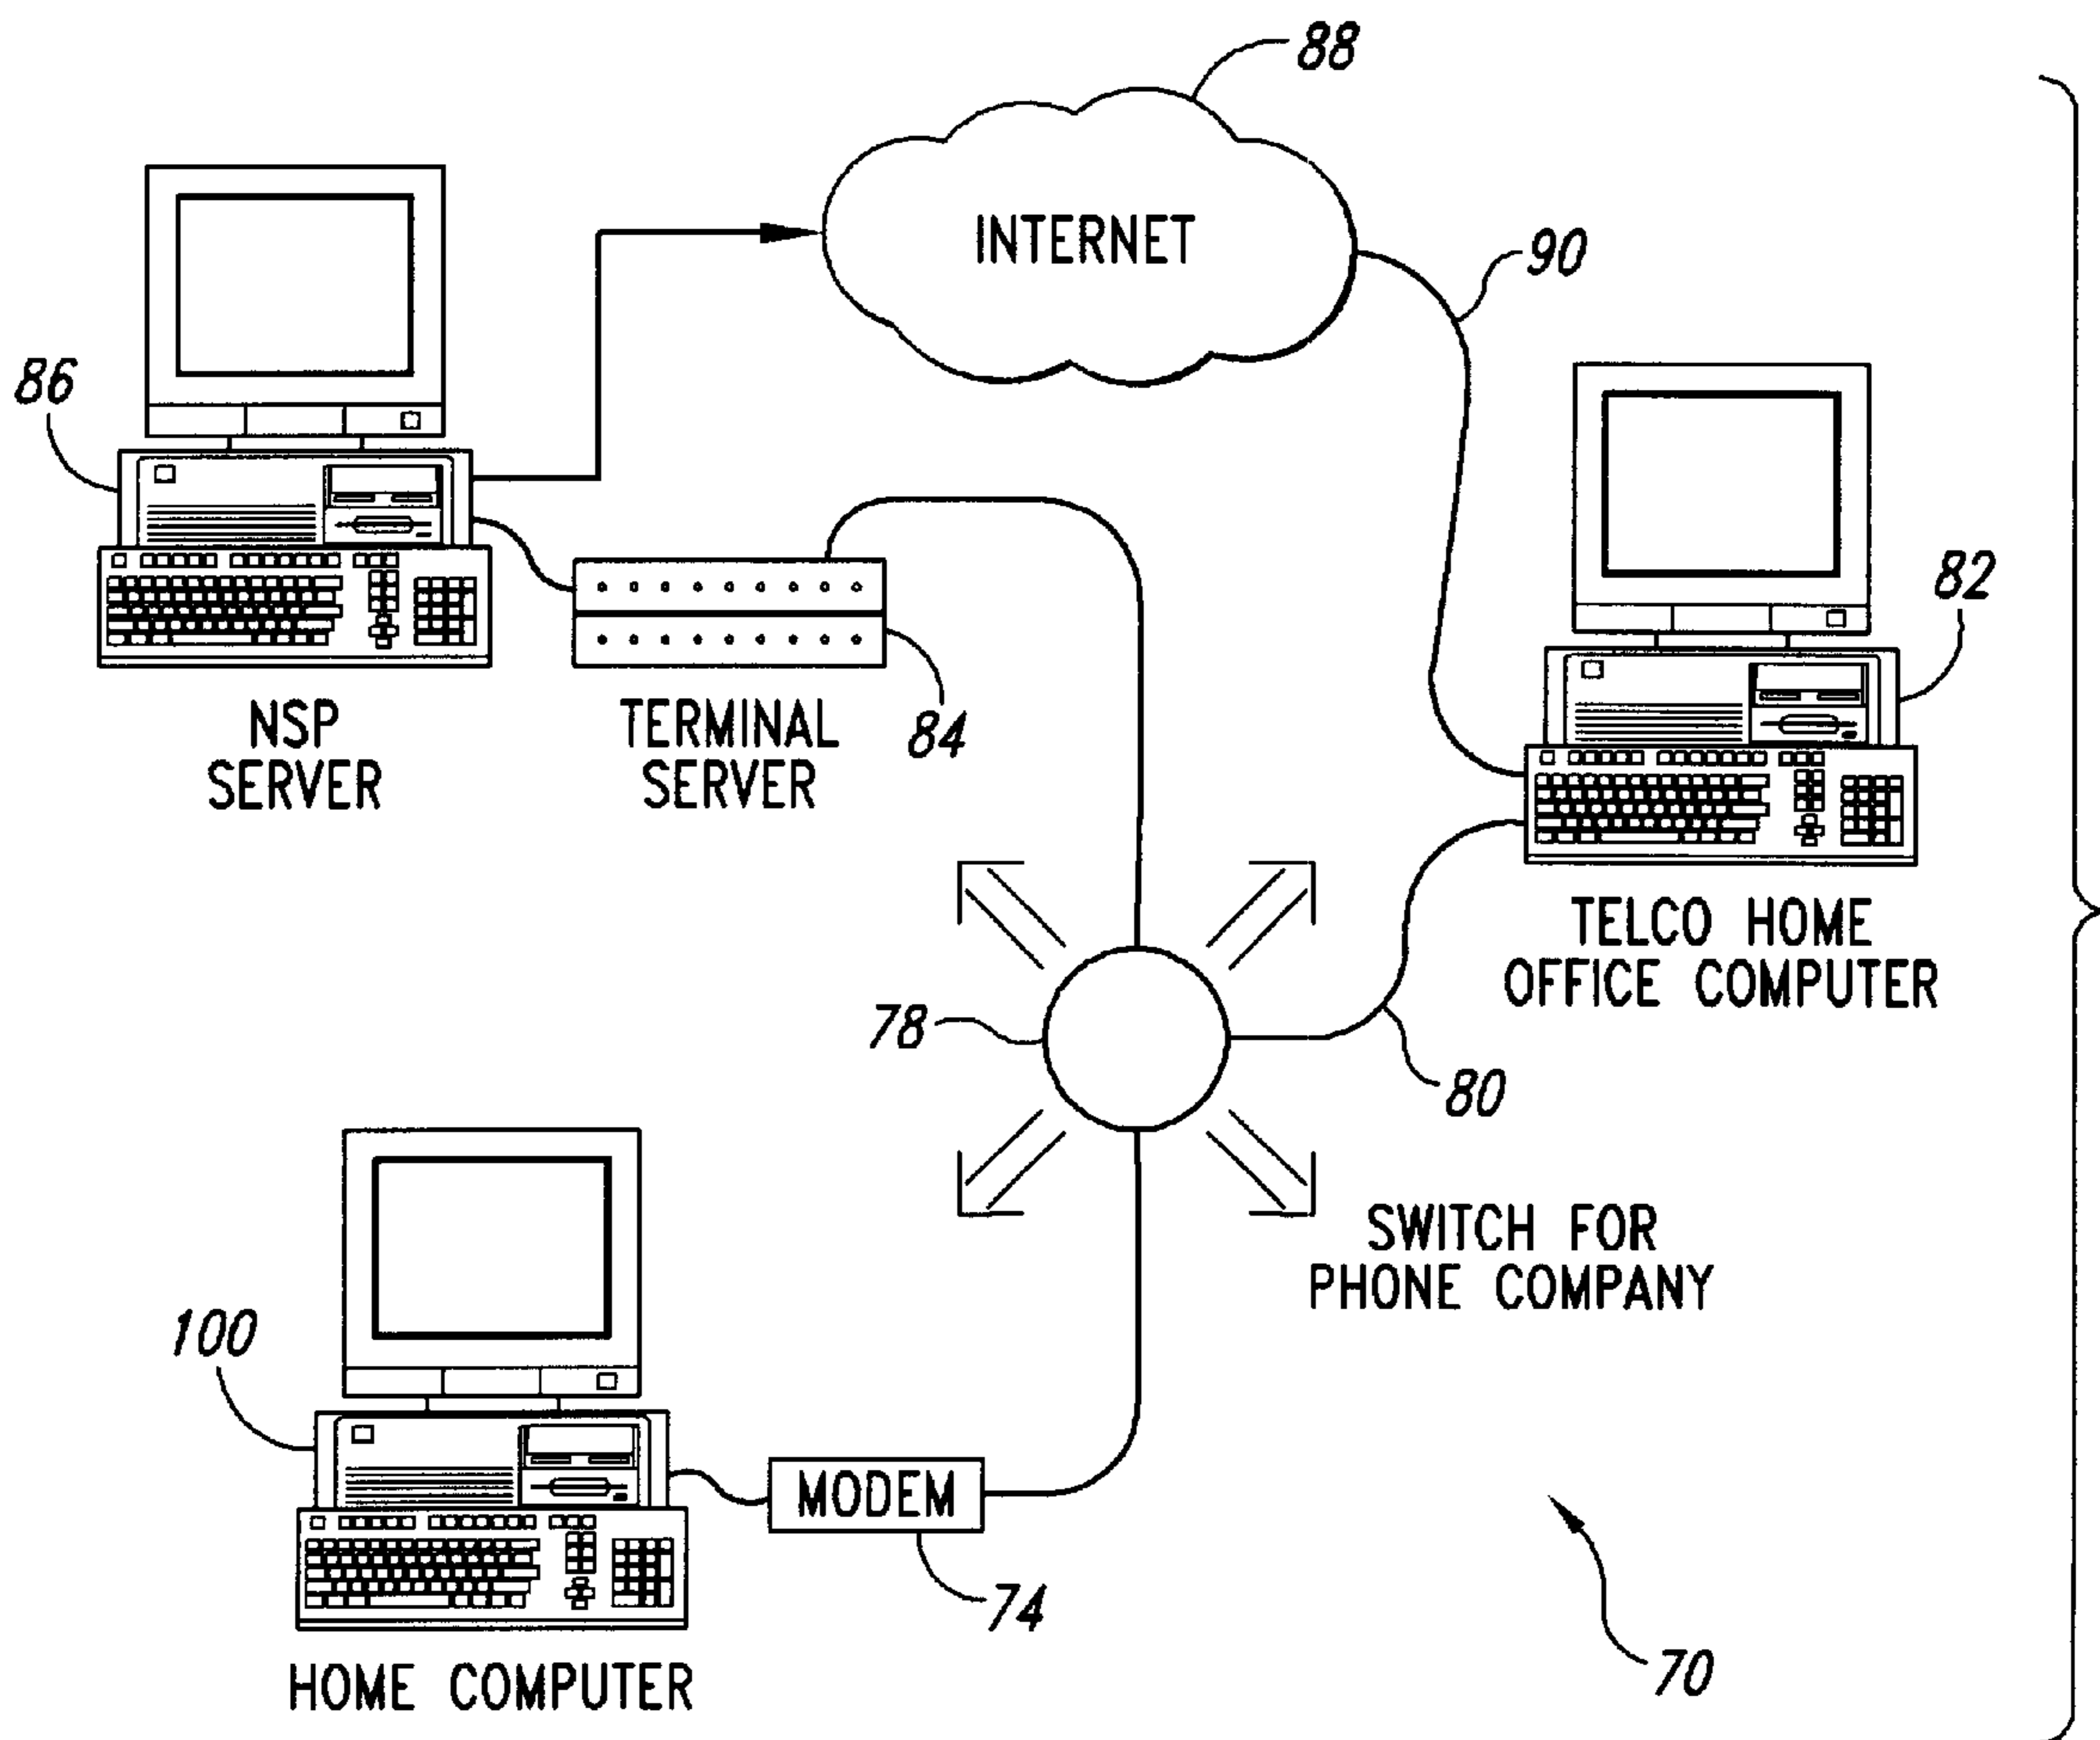 88
INTERNET
90
86
82
NSP
SERVER
TERMINAL
SERVER
84
TELCO HOME
OFFICE COMPUTER
78
80
SWITCH FOR
PHONE COMPANY
100
MODEM
74
70
HOME COMPUTER